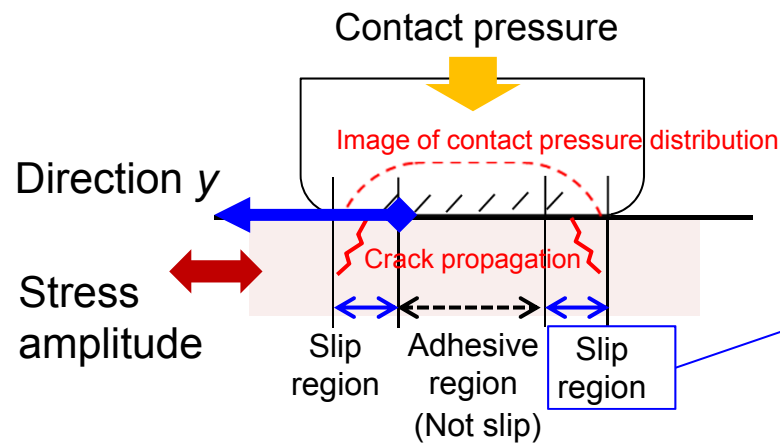 Contact pressure
Image of contact pressure distribution
Direction y
Crack propagation
Stress
amplitude
Slip
region
Adhesive
region
(Not slip)
Slip
region